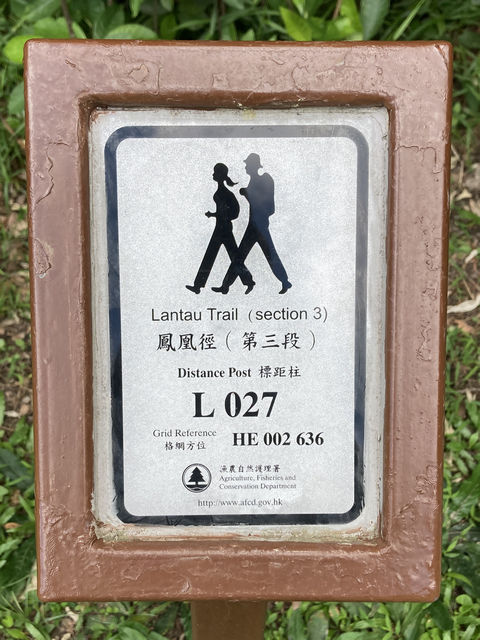 Lantau Trail (section 3)
鳳凰徑（第三段）
Distance Post 標距柱
L 027
Grid Reference HE 002 636
格網方位
漁農自然護理署
Agriculture, Fisheries and
Conservation Department
http://www.afcd.gov.hk